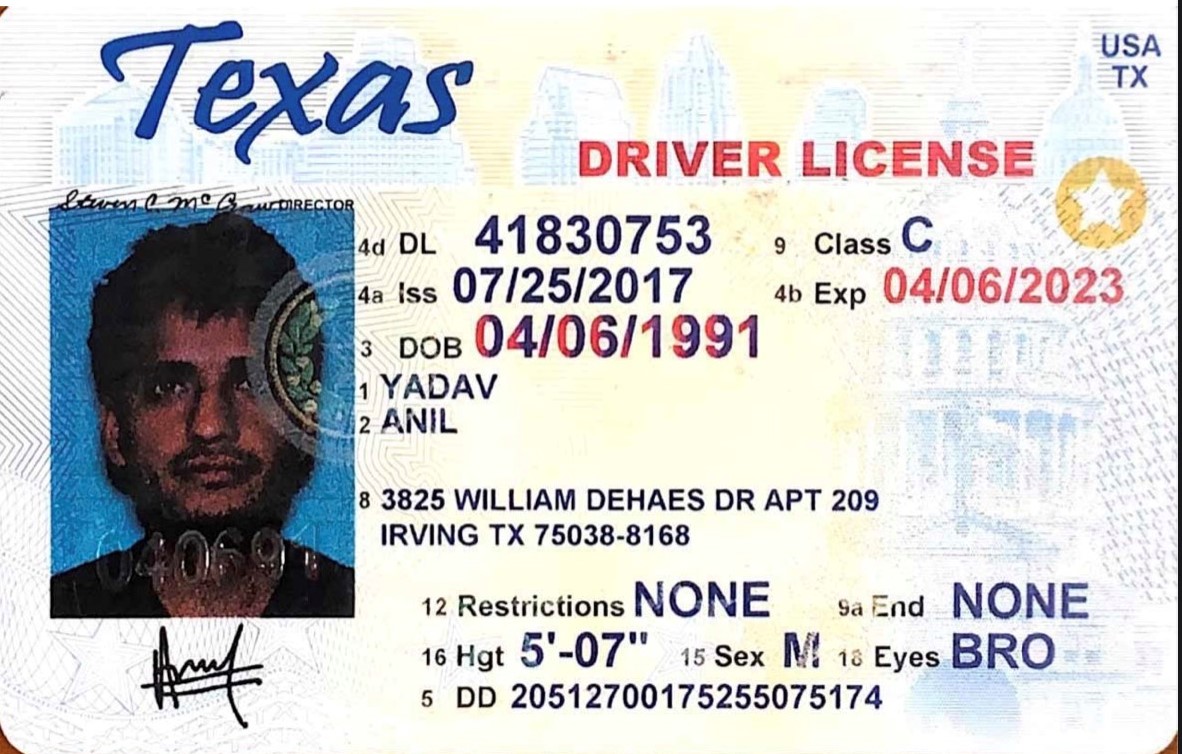 Texas
USA
TX
DRIVER LICENSE
Steven C. McCraw DIRECTOR
4d DL 41830753 9 Class C
4a Iss 07/25/2017 4b Exp 04/06/2023
3 DOB 04/06/1991
1 YADAV
2 ANIL
8 3825 WILLIAM DEHAES DR APT 209
IRVING TX 75038-8168
040691
12 Restrictions NONE 9a End NONE
16 Hgt 5'-07" 15 Sex M 18 Eyes BRO
5 DD 20512700175255075174